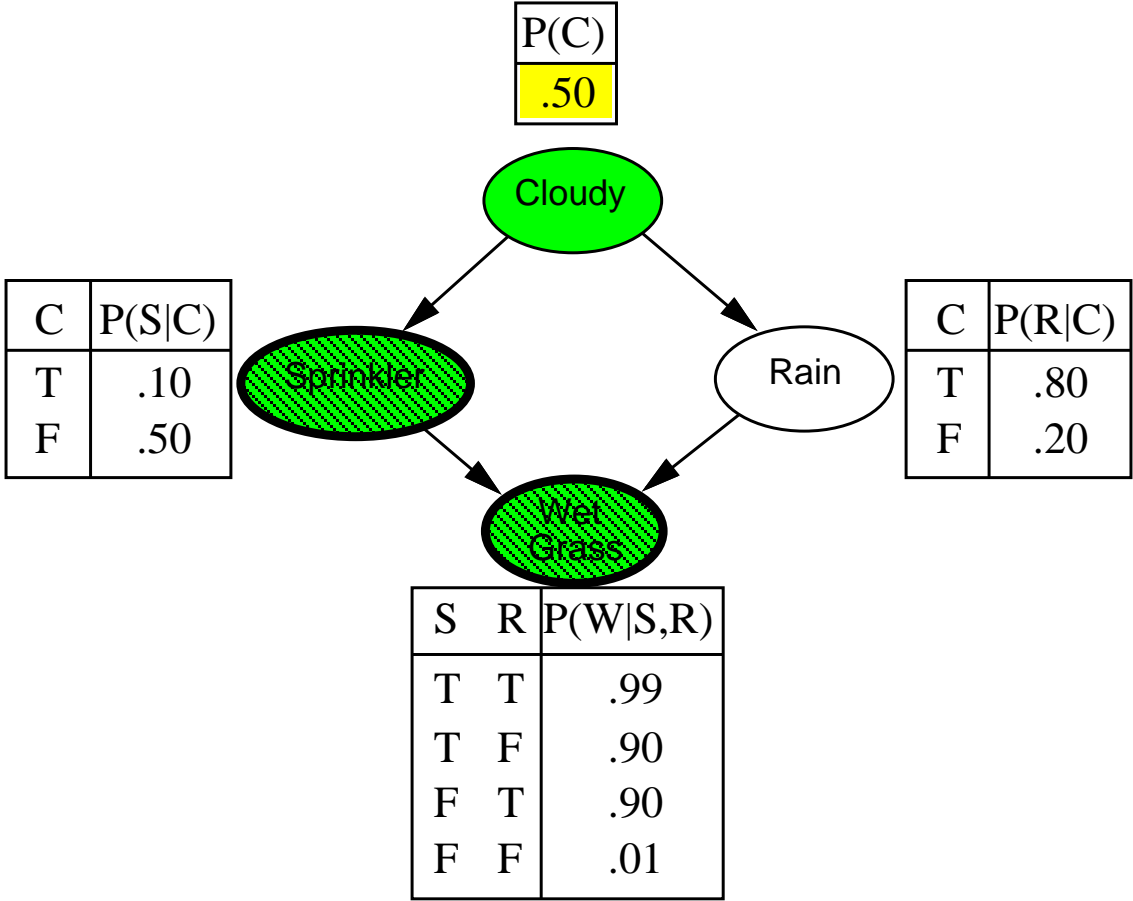 P(C)
.50
Cloudy
C P(S|C)
T .10
F .50
Sprinkler
Rain
C P(R|C)
T .80
F .20
Wet
Grass
S R P(W|S,R)
T T .99
T F .90
F T .90
F F .01